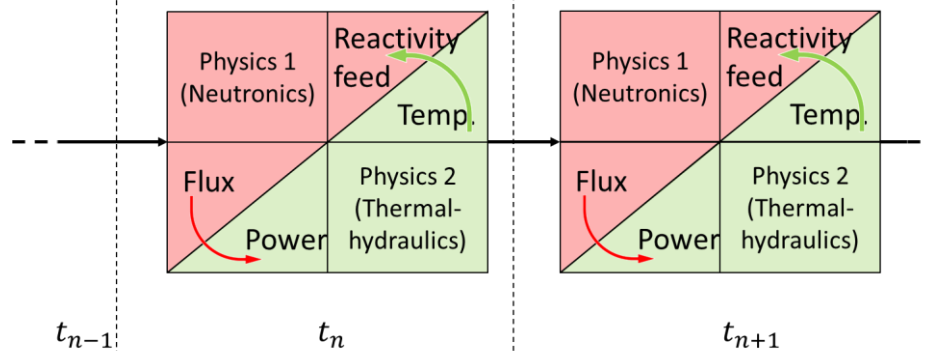 Physics 1
(Neutronics)
Reactivity
feed
Temp.
Flux
Power
Physics 2
(Thermal-
hydraulics)
Physics 1
(Neutronics)
Reactivity
feed
Temp.
Flux
Power
Physics 2
(Thermal-
hydraulics)
t_{n-1}
t_n
t_{n+1}